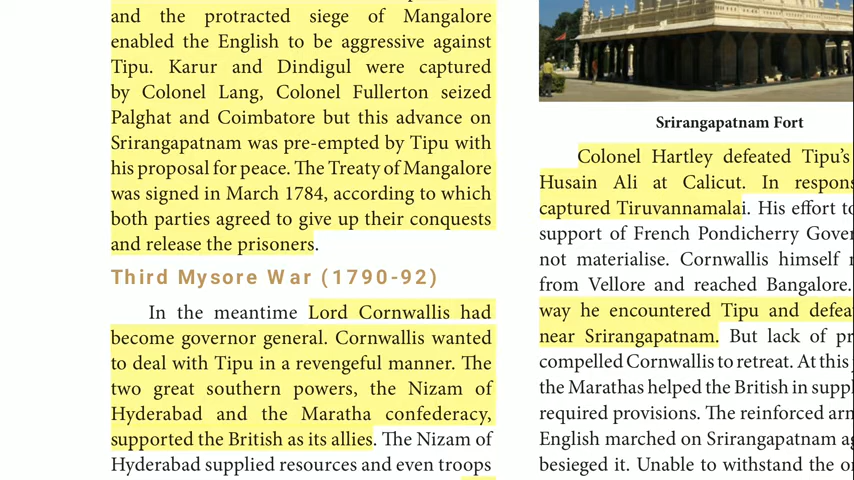 and the protracted siege of Mangalore
enabled the English to be aggressive against
Tipu. Karur and Dindigul were captured
by Colonel Lang, Colonel Fullerton seized
Palghat and Coimbatore but this advance on
Srirangapatnam was pre-empted by Tipu with
his proposal for peace. The Treaty of Mangalore
was signed in March 1784, according to which
both parties agreed to give up their conquests
and release the prisoners.
Third Mysore War (1790-92)
In the meantime Lord Cornwallis had
become governor general. Cornwallis wanted
to deal with Tipu in a revengeful manner. The
two great southern powers, the Nizam of
Hyderabad and the Maratha confederacy,
supported the British as its allies. The Nizam of
Hyderabad supplied resources and even troops
Srirangapatnam Fort
Colonel Hartley defeated Tipu's
Husain Ali at Calicut. In
captured Tiruvannamalai. His effort
support of French Pondicherry
not materialise. Cornwallis himself
from Vellore and reached Bangalore.
way he encountered Tipu and
near Srirangapatnam. But lack of
compelled Cornwallis to retreat. At this
the Marathas helped the British in
required provisions. The reinforced
English marched on Srirangapatnam
besieged it. Unable to withstand the